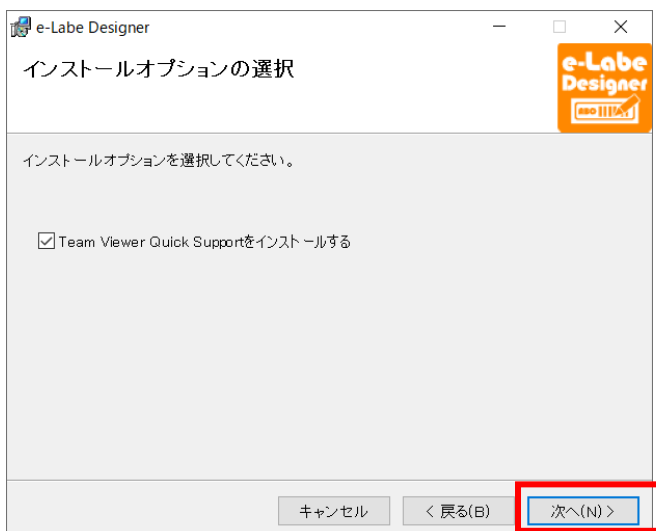 e-Labe Designer
インストールオプションの選択
e-Labe
Designer
ABC
インストールオプションを選択してください。
Team Viewer Quick Supportをインストールする
キャンセル
< 戻る(B)
次へ(N) >